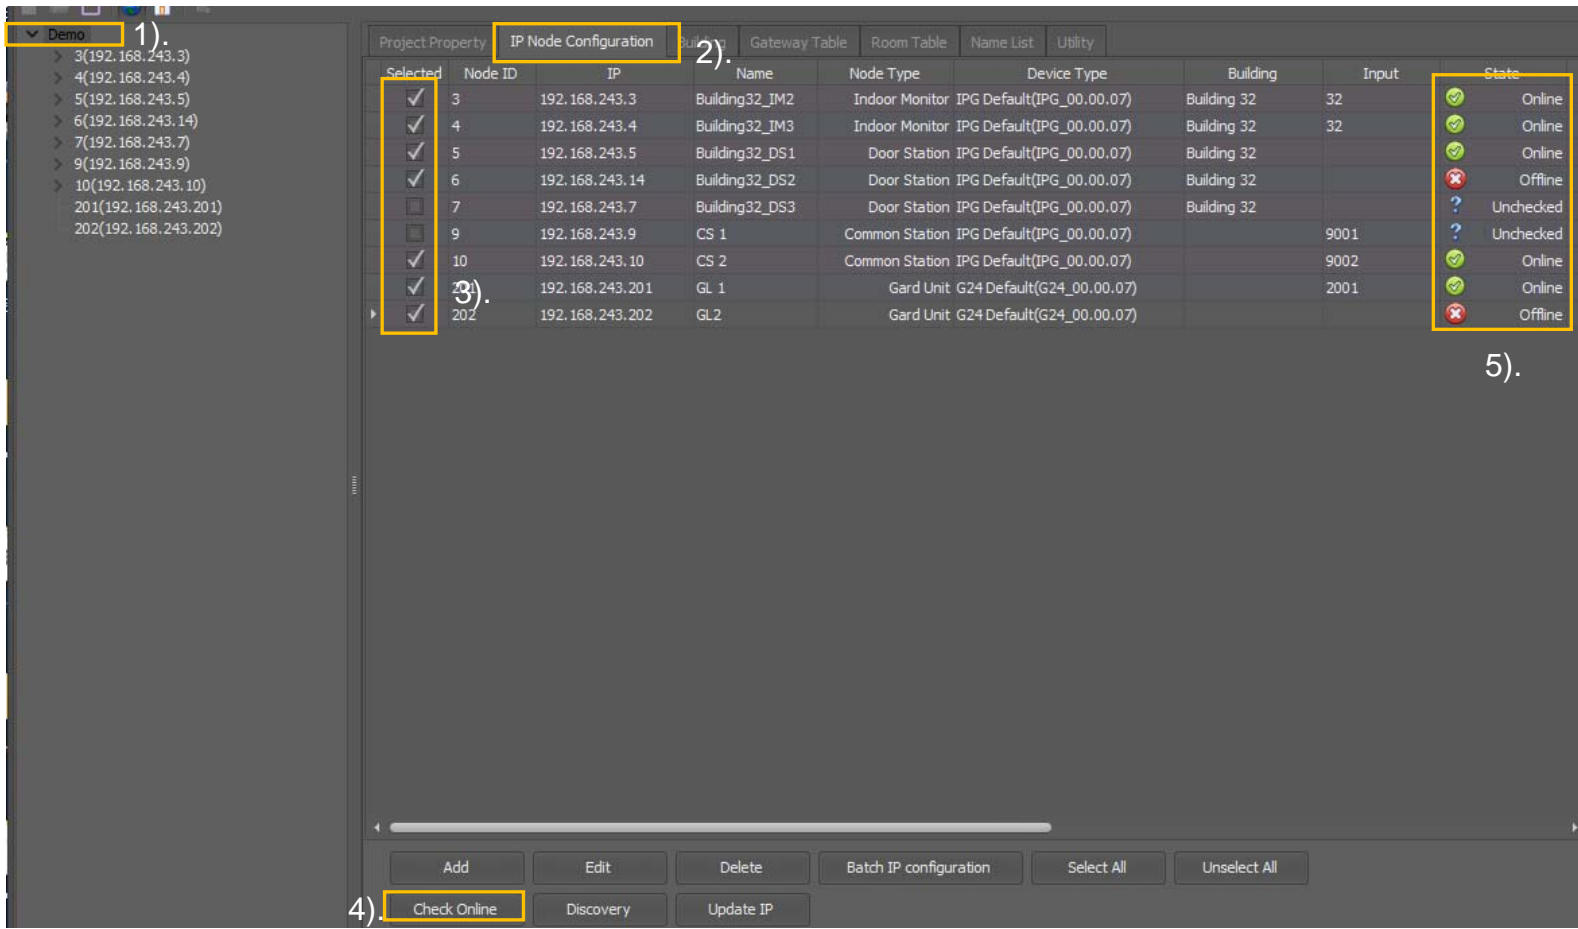 Demo 1).
3(192.168.243.3)
4(192.168.243.4)
5(192.168.243.5)
6(192.168.243.14)
7(192.168.243.7)
9(192.168.243.9)
10(192.168.243.10)
201(192.168.243.201)
202(192.168.243.202)
Project Property IP Node Configuration 2). Gateway Table Room Table Name List Utility
Selected Node ID IP Name Node Type Device Type Building Input State
3 192.168.243.3 Building32_IM2 Indoor Monitor IPG Default(IPG_00.00.07) Building 32 32 Online
4 192.168.243.4 Building32_IM3 Indoor Monitor IPG Default(IPG_00.00.07) Building 32 32 Online
5 192.168.243.5 Building32_DS1 Door Station IPG Default(IPG_00.00.07) Building 32 Online
6 192.168.243.14 Building32_DS2 Door Station IPG Default(IPG_00.00.07) Building 32 Offline
7 192.168.243.7 Building32_DS3 Door Station IPG Default(IPG_00.00.07) Building 32 ? Unchecked
9 192.168.243.9 CS 1 Common Station IPG Default(IPG_00.00.07) 9001 ? Unchecked
10 192.168.243.10 CS 2 Common Station IPG Default(IPG_00.00.07) 9002 Online
3). 192.168.243.201 GL 1 Gard Unit G24 Default(G24_00.00.07) 2001 Online
202 192.168.243.202 GL2 Gard Unit G24 Default(G24_00.00.07) Offline
5).
Add Edit Delete Batch IP configuration Select All Unselect All
4). Check Online Discovery Update IP